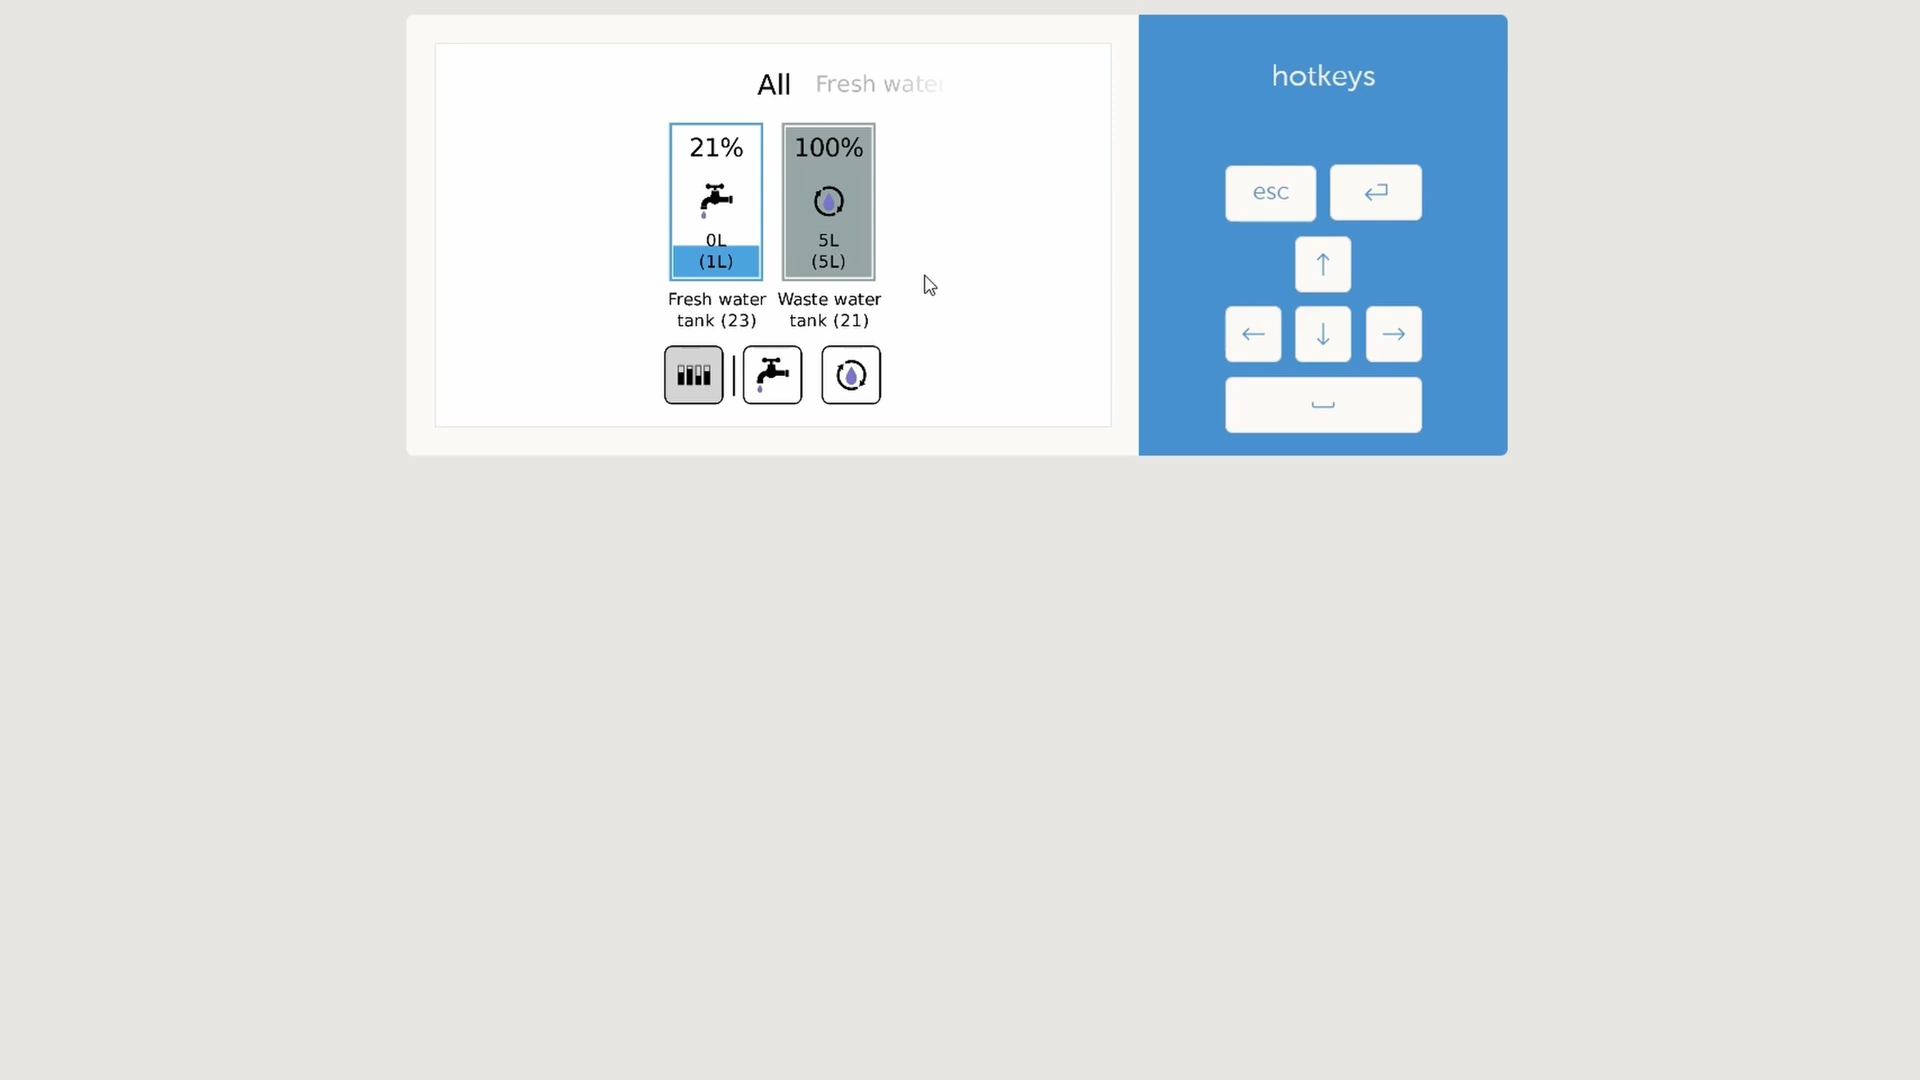 All Fresh water
21%
0L
(1L)
Fresh water
tank (23)
100%
5L
(5L)
Waste water
tank (21)
hotkeys
esc